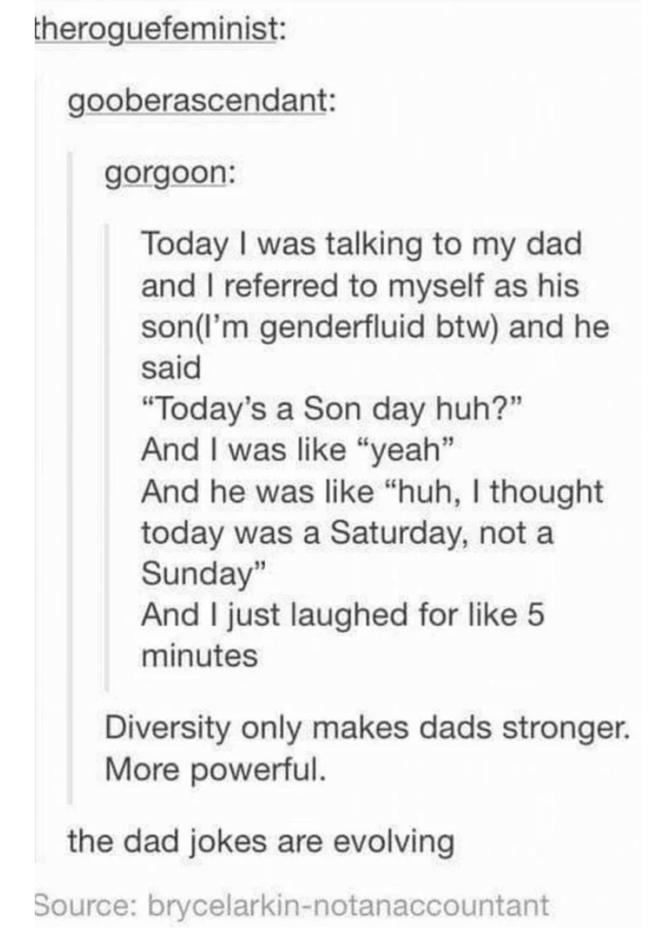 theroguefeminist:
gooberascendant:
gorgoon:
Today I was talking to my dad
and I referred to myself as his
son(I'm genderfluid btw) and he
said
“Today's a Son day huh?”
And I was like “yeah”
And he was like “huh, I thought
today was a Saturday, not a
Sunday”
And I just laughed for like 5
minutes
Diversity only makes dads stronger.
More powerful.
the dad jokes are evolving
Source: brycelarkin-notanaccountant